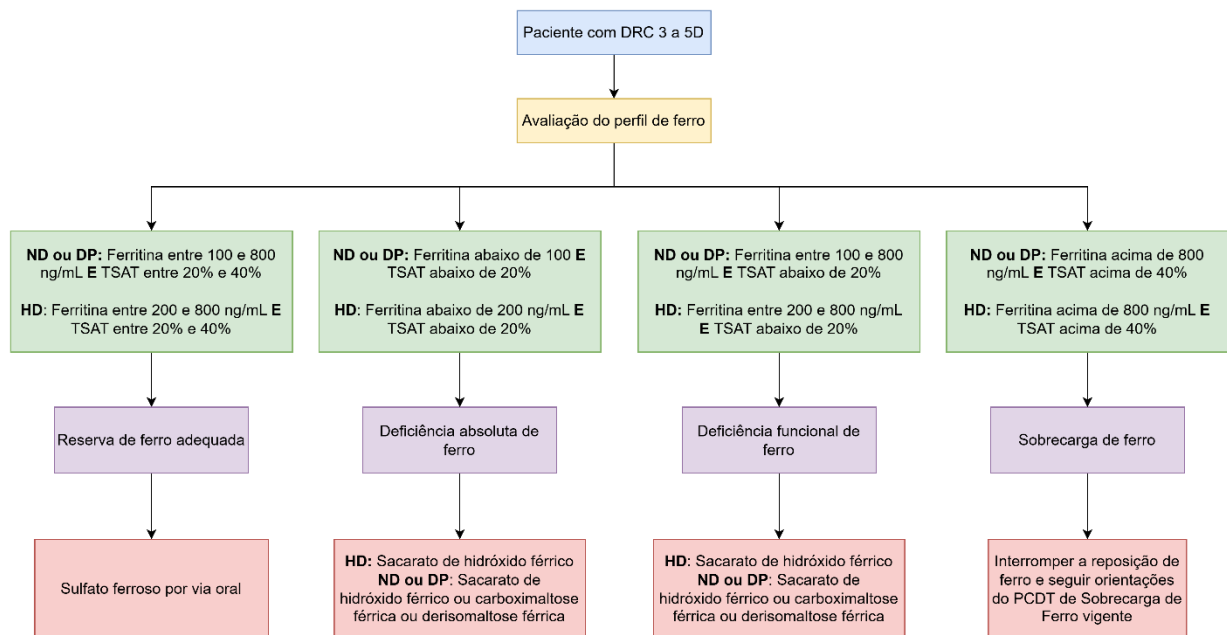 Paciente com DRC 3 a 5D
Avaliação do perfil de ferro
ND ou DP: Ferritina entre 100 e 800
ng/mL E TSAT entre 20% e 40%
HD: Ferritina entre 200 e 800 ng/mL E
TSAT entre 20% e 40%
ND ou DP: Ferritina abaixo de 100 E
TSAT abaixo de 20%
HD: Ferritina abaixo de 200 ng/mL E
TSAT abaixo de 20%
ND ou DP: Ferritina entre 100 e 800
ng/mL E TSAT abaixo de 20%
HD: Ferritina entre 200 e 800 ng/mL
E TSAT abaixo de 20%
ND ou DP: Ferritina acima de 800
ng/mL E TSAT acima de 40%
HD: Ferritina acima de 800 ng/mL E
TSAT acima de 40%
Reserva de ferro adequada
Deficiência absoluta de
ferro
Deficiência funcional de
ferro
Sobrecarga de ferro
Sulfato ferroso por via oral
HD: Sacarato de hidróxido férrico
ND ou DP: Sacarato de
hidróxido férrico ou carboximaltose
férrica ou derisomaltose férrica
HD: Sacarato de hidróxido férrico
ND ou DP: Sacarato de
hidróxido férrico ou carboximaltose
férrica ou derisomaltose férrica
Interromper a reposição de
ferro e seguir orientações
do PCDT de Sobrecarga de
Ferro vigente